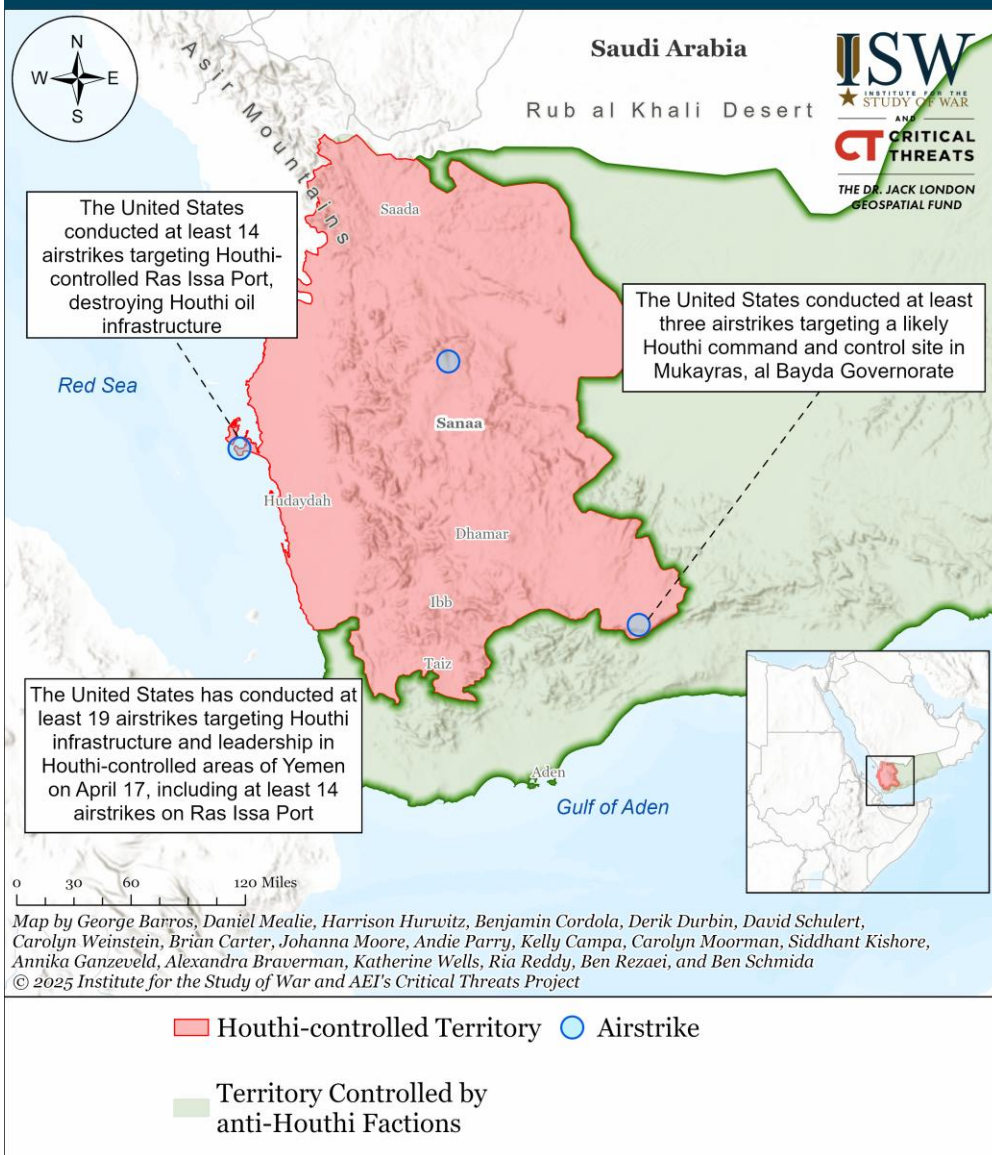 N
W
E
S
Asir Mountains
Saudi Arabia
Rub al Khali Desert
ISW
INSTITUTE FOR THE
STUDY OF WAR
AND
CT CRITICAL
THREATS
THE DR. JACK LONDON
GEOSPATIAL FUND
The United States
conducted at least 14
airstrikes targeting Houthi-
controlled Ras Issa Port,
destroying Houthi oil
infrastructure
Saada
The United States conducted at least
three airstrikes targeting a likely
Houthi command and control site in
Mukayras, al Bayda Governorate
Red Sea
Sanaa
Hudaydah
Dhamar
Ibb
Taiz
The United States has conducted at
least 19 airstrikes targeting Houthi
infrastructure and leadership in
Houthi-controlled areas of Yemen
on April 17, including at least 14
airstrikes on Ras Issa Port
Aden
Gulf of Aden
0 30 60 120 Miles
Map by George Barros, Daniel Mealie, Harrison Hurwitz, Benjamin Cordola, Derik Durbin, David Schulert,
Carolyn Weinstein, Brian Carter, Johanna Moore, Andie Parry, Kelly Campa, Carolyn Moorman, Siddhant Kishore,
Annika Ganzeveld, Alexandra Braverman, Katherine Wells, Ria Reddy, Ben Rezaei, and Ben Schmida
© 2025 Institute for the Study of War and AEI's Critical Threats Project
Houthi-controlled Territory
Airstrike
Territory Controlled by
anti-Houthi Factions